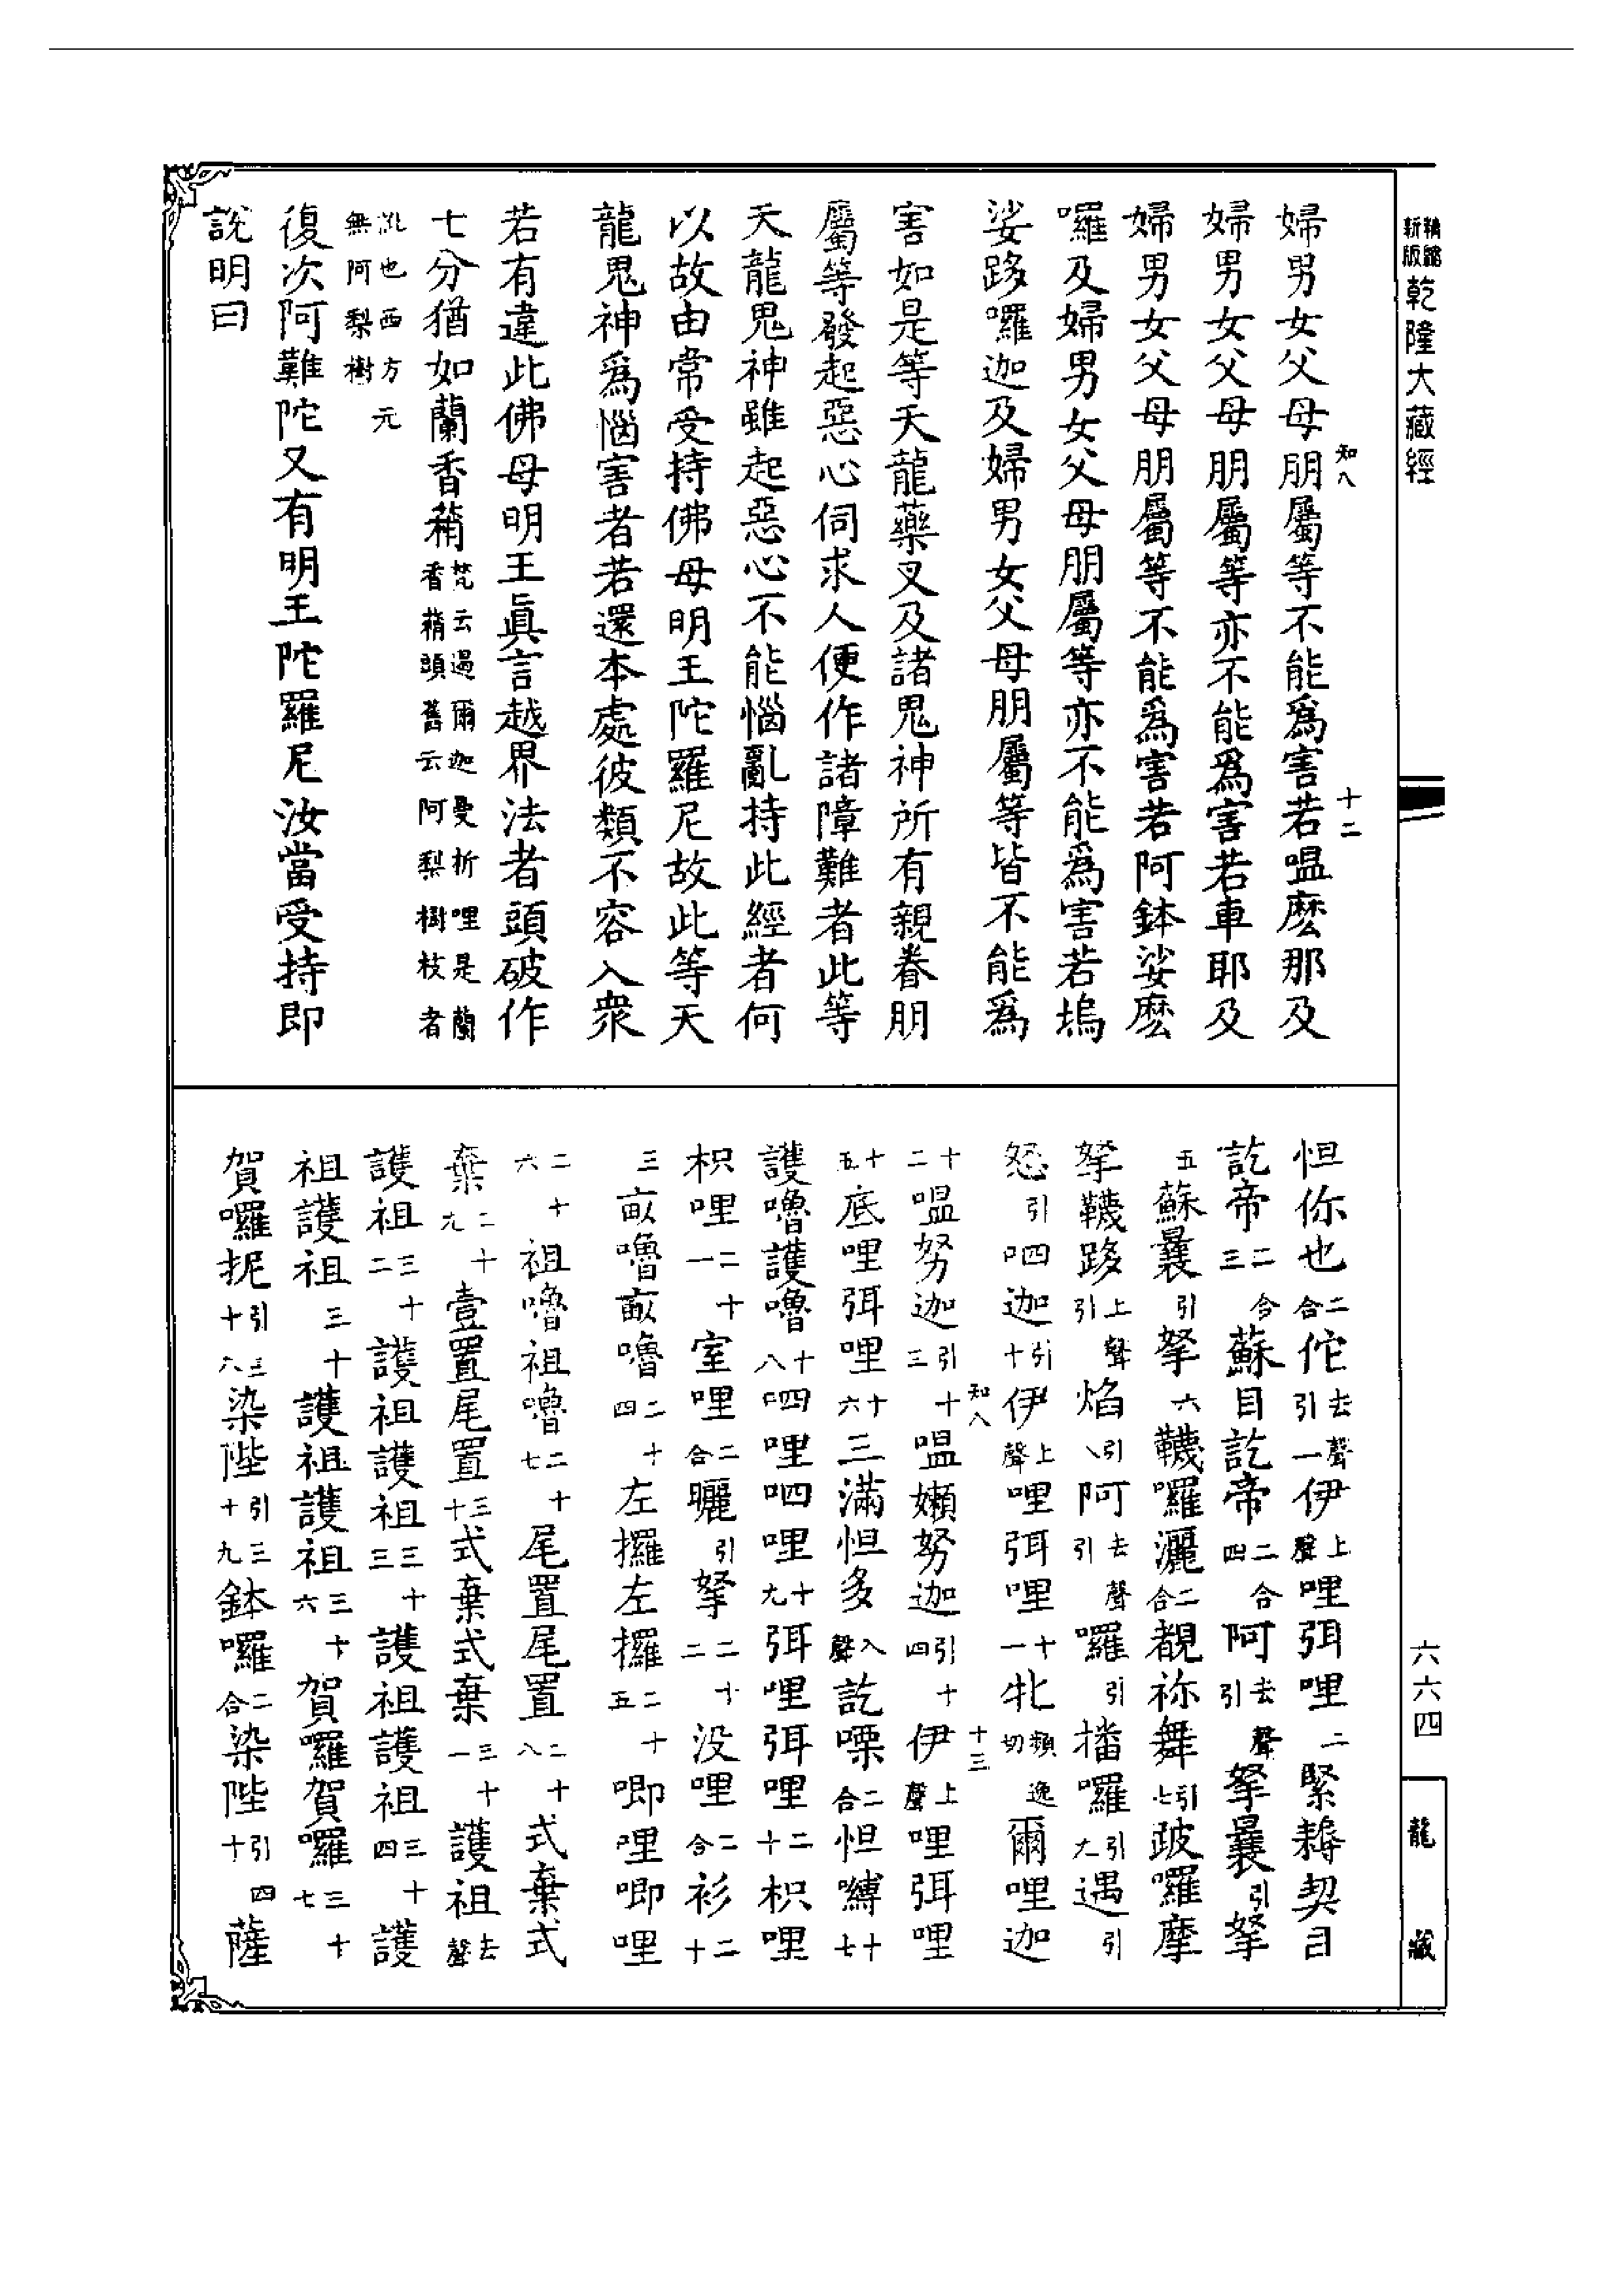 精縮新版乾隆大藏經
六六四
龍藏
婦男女父母朋屬等不能爲害若嗢麽那及
婦男女父母朋屬等亦不能爲害若車耶及
婦男女父母朋屬等不能爲害若阿鉢娑麽
囉及婦男女父母朋屬等亦不能爲害若塢
娑跢囉迦及婦男女父母朋屬等皆不能爲
害如是等天龍藥叉及諸鬼神所有親眷朋
屬等發起惡心伺求人便作諸障難者此等
天龍鬼神雖起惡心不能惱亂持此經者何
以故由常受持佛母明王陀羅尼故此等天
龍鬼神爲惱害者若還本處彼類不容入衆
若有違此佛母明王眞言越界法者頭破作
七分猶如蘭香蕱梵云遏爾迦曼折哩是蘭香蕱頭舊云阿梨樹枝者
訛也西方元無阿梨樹
復次阿難陀又有明王陀羅尼汝當受持即
說明曰
知八
十二
怛你也二合佗去聲引一伊上聲哩弭哩二緊耨契目
訖帝二合三蘇目訖帝二合四阿去聲引拏曩引拏
五蘇曩引拏六韈囉灑二合覩祢舞引七跛囉摩
拏韈跢上聲引焰引八阿去聲引囉引播囉引九遇引
怒引呬迦引十伊上聲哩弭哩十一牝頻逸切爾哩迦
知八
十三
十二嗢努迦引十三嗢嬾努迦引十四伊上聲哩弭哩
十五底哩弭哩十六三滿怛多入聲訖㗚二合怛嚩十七
護嚕護嚕十八呬哩呬哩十九弭哩弭哩二十枳哩
枳哩二十一室哩二合曬引拏二十二没哩二合衫二十
三畝嚕畝嚕二十四左攞左攞二十五唧哩唧哩
二十六祖嚕祖嚕二十七尾置尾置二十八式棄式
棄二十九壹置尾置三十式棄式棄三十一護祖去聲
護祖三十二護祖護祖三十三護祖護祖三十四護
祖護祖三十護祖護祖三十六賀囉賀囉三十七
賀囉抳引三十八染陛引三十九鉢囉二合染陛引四十薩